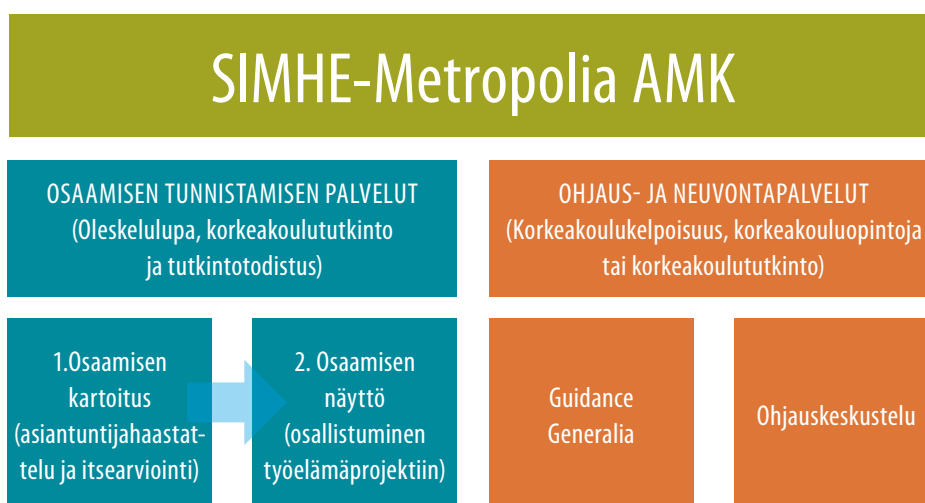 SIMHE-Metropolia AMK
OSAAMISEN TUNNISTAMISEN PALVELUT
(Oleskelulupa, korkeakoulututkinto
ja tutkintotodistus)
OHJAUS- JA NEUVONTAPALVELUT
(Korkeakoulukelpoisuus, korkeakouluopintoja
tai korkeakoulututkinto)
1.Osaamisen
kartoitus
(asiantuntijahaastat-
telu ja itsearviointi)
2. Osaamisen
näyttö
(osallistuminen
työelämäprojektiin)
Guidance
Generalia
Ohjauskeskustelu